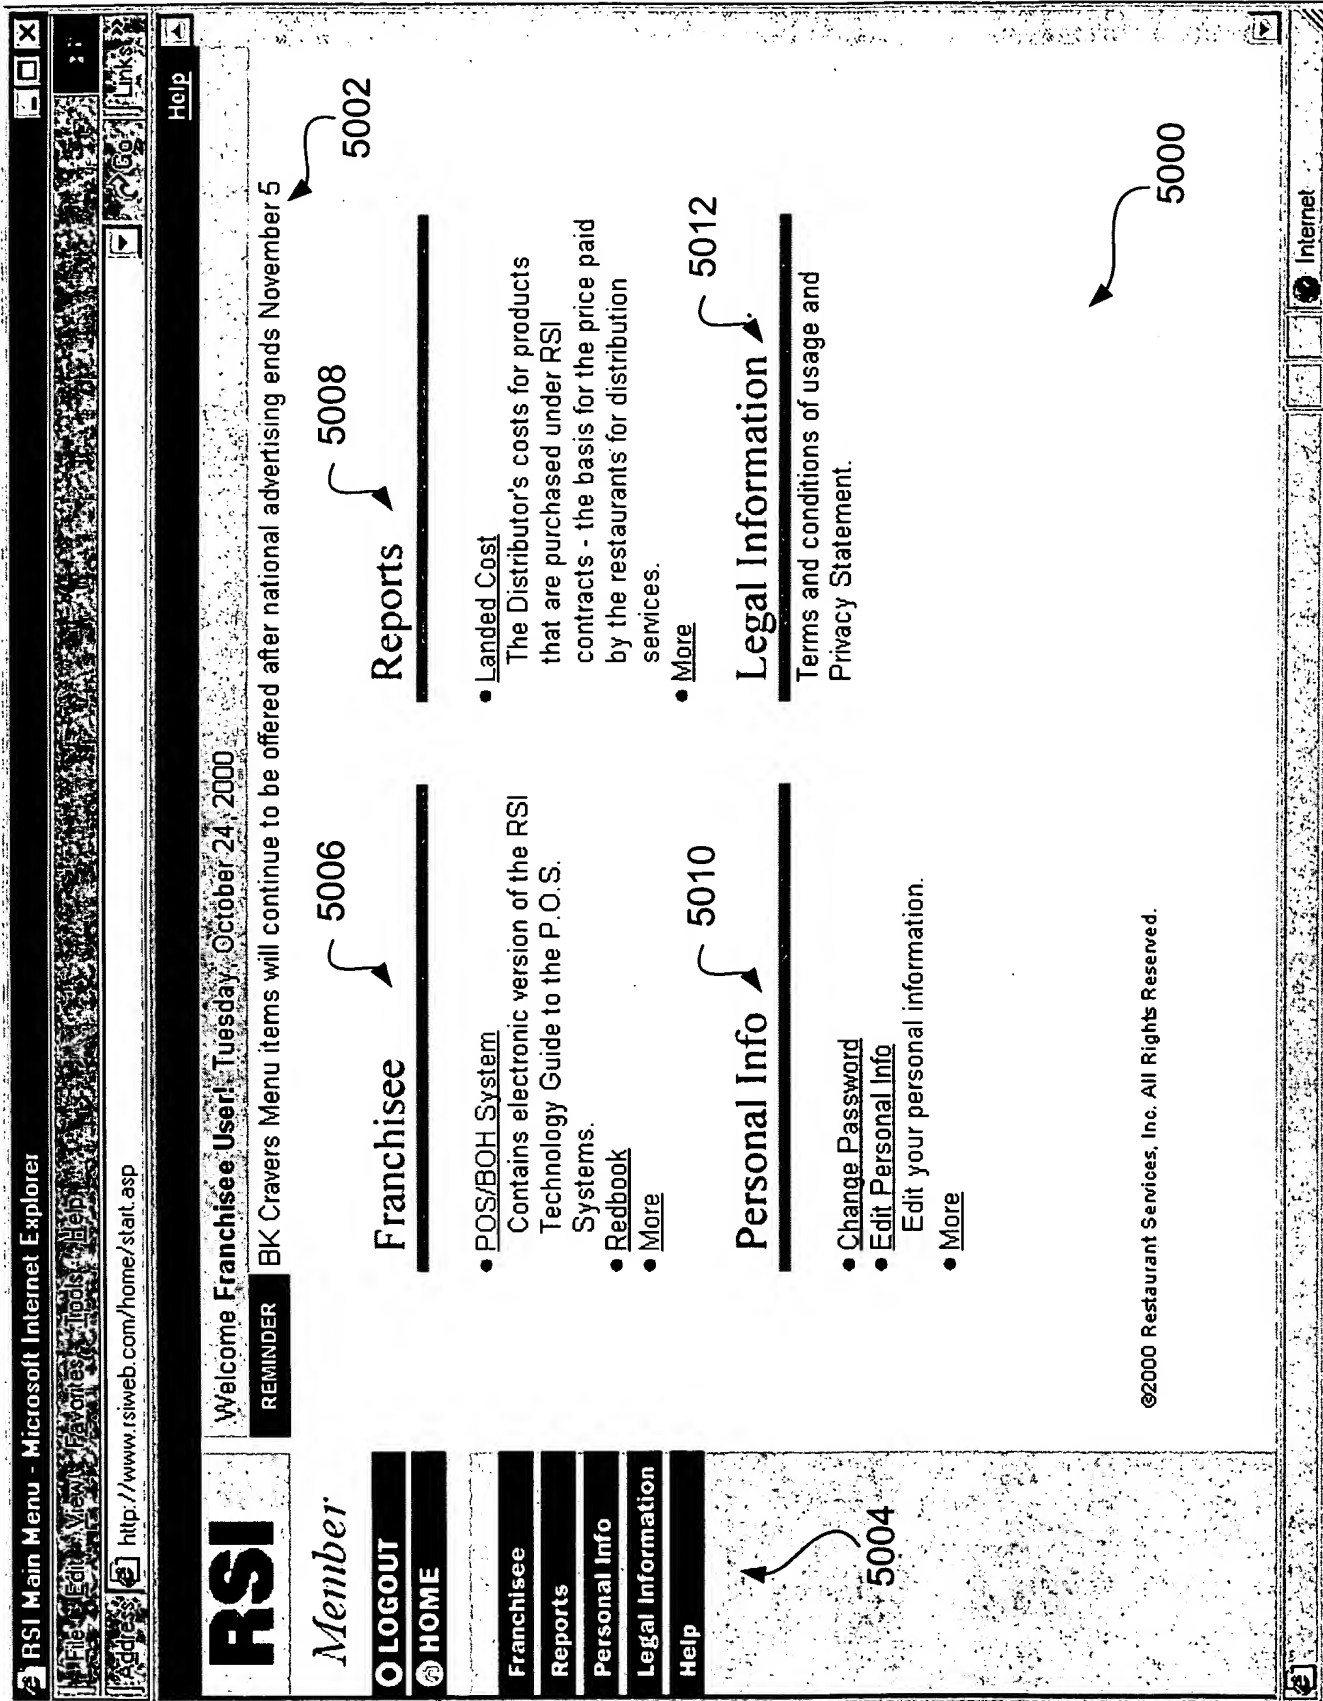 RSI Main Menu - Microsoft Internet Explorer
File Edit View Favorites Tools Help
Address http://www.rsiweb.com/home/start.asp Go Links »
Help
RSI
Welcome Franchisee User! Tuesday, October 24, 2000
REMINDER BK Cravers Menu items will continue to be offered after national advertising ends November 5
5002
Member
LOGOUT
HOME
Franchisee
Reports
Personal Info
Legal Information
Help
5004
5006
Franchisee
• POS/BOH System
Contains electronic version of the RSI
Technology Guide to the P.O.S.
Systems.
• Redbook
• More
5008
Reports
• Landed Cost
The Distributor's costs for products
that are purchased under RSI
contracts - the basis for the price paid
by the restaurants for distribution
services.
• More
5010
Personal Info
• Change Password
• Edit Personal Info
Edit your personal information.
• More
5012
Legal Information
Terms and conditions of usage and
Privacy Statement.
5000
©2000 Restaurant Services, Inc. All Rights Reserved.
Internet